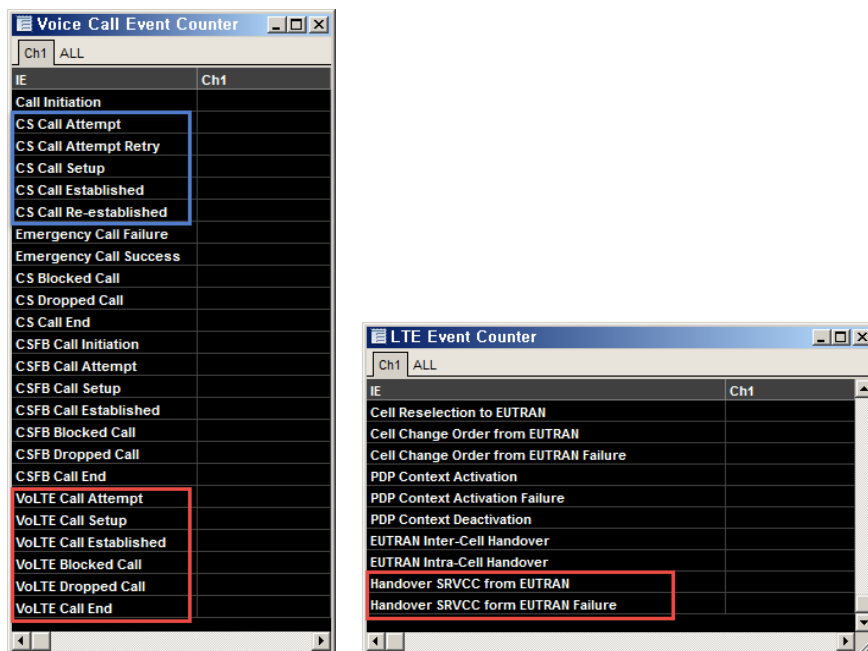 Voice Call Event Counter
Ch1 ALL
IE Ch1
Call Initiation
CS Call Attempt
CS Call Attempt Retry
CS Call Setup
CS Call Established
CS Call Re-established
Emergency Call Failure
Emergency Call Success
CS Blocked Call
CS Dropped Call
CS Call End
CSFB Call Initiation
CSFB Call Attempt
CSFB Call Setup
CSFB Call Established
CSFB Blocked Call
CSFB Dropped Call
CSFB Call End
VoLTE Call Attempt
VoLTE Call Setup
VoLTE Call Established
VoLTE Blocked Call
VoLTE Dropped Call
VoLTE Call End
LTE Event Counter
Ch1 ALL
IE Ch1
Cell Reselection to EUTRAN
Cell Change Order from EUTRAN
Cell Change Order from EUTRAN Failure
PDP Context Activation
PDP Context Activation Failure
PDP Context Deactivation
EUTRAN Inter-Cell Handover
EUTRAN Intra-Cell Handover
Handover SRVCC from EUTRAN
Handover SRVCC form EUTRAN Failure